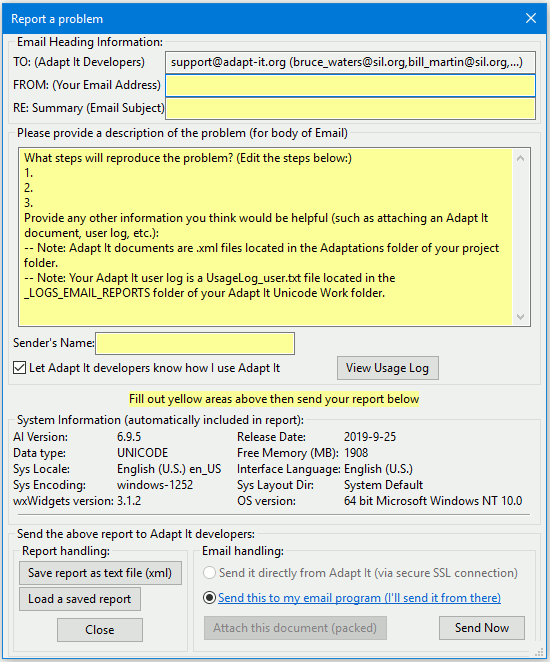 Report a problem
Email Heading Information:
TO: (Adapt It Developers) support@adapt-it.org (bruce_waters@sil.org,bill_martin@sil.org,...)
FROM: (Your Email Address)
RE: Summary (Email Subject)
Please provide a description of the problem (for body of Email)
What steps will reproduce the problem? (Edit the steps below:)
1.
2.
3.
Provide any other information you think would be helpful (such as attaching an Adapt It
document, user log, etc.):
-- Note: Adapt It documents are .xml files located in the Adaptations folder of your project
folder.
-- Note: Your Adapt It user log is a UsageLog_user.txt file located in the
_LOGS_EMAIL_REPORTS folder of your Adapt It Unicode Work folder.
Sender's Name:
Let Adapt It developers know how I use Adapt It
View Usage Log
Fill out yellow areas above then send your report below
System Information (automatically included in report):
AI Version: 6.9.5 Release Date: 2019-9-25
Data type: UNICODE Free Memory (MB): 1908
Sys Locale: English (U.S.) en_US Interface Language: English (U.S.)
Sys Encoding: windows-1252 Sys Layout Dir: System Default
wxWidgets version: 3.1.2 OS version: 64 bit Microsoft Windows NT 10.0
Send the above report to Adapt It developers:
Report handling:
Save report as text file (xml)
Load a saved report
Close
Email handling:
Send it directly from Adapt It (via secure SSL connection)
Send this to my email program (I'll send it from there)
Attach this document (packed)
Send Now